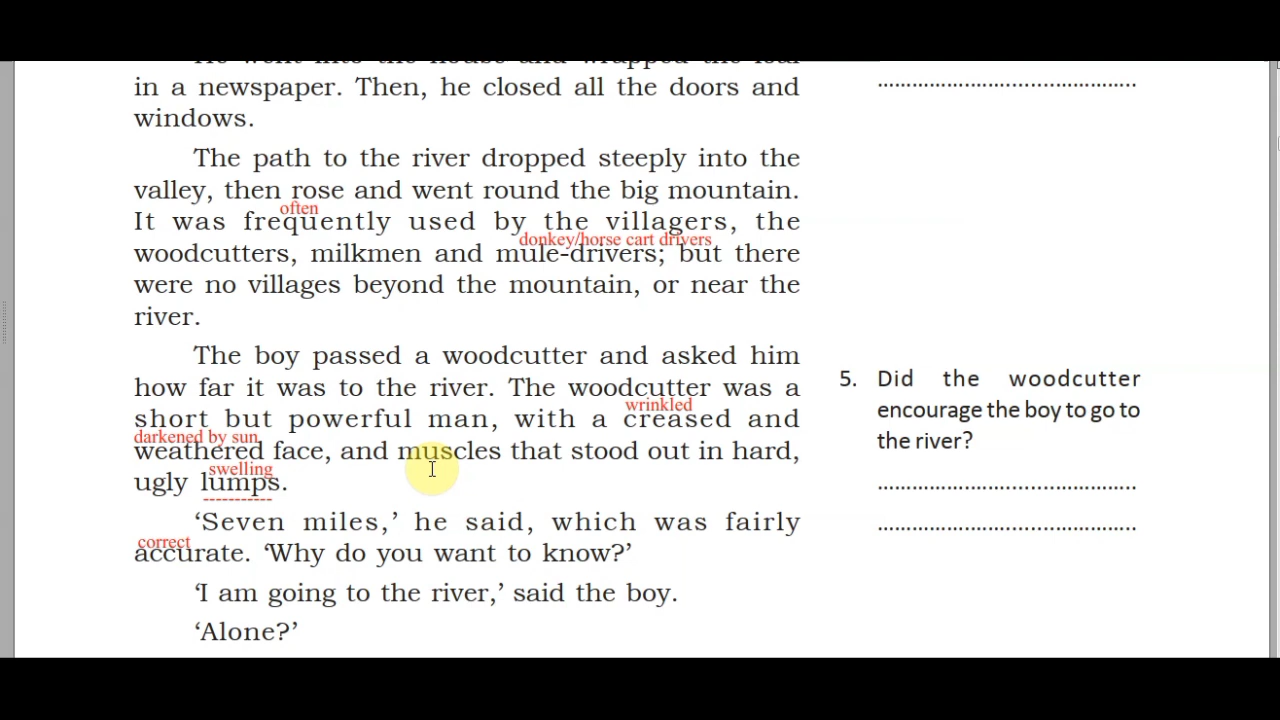 in a newspaper. Then, he closed all the doors and
windows.
The path to the river dropped steeply into the
valley, then rose and went round the big mountain.
often
It was frequently used by the villagers, the
donkey/horse cart drivers
woodcutters, milkmen and mule-drivers; but there
were no villages beyond the mountain, or near the
river.
The boy passed a woodcutter and asked him
how far it was to the river. The woodcutter was a
wrinkled
short but powerful man, with a creased and
darkened by sun
weathered face, and muscles that stood out in hard,
swelling
ugly lumps.
‘Seven miles,’ he said, which was fairly
correct
accurate. ‘Why do you want to know?’
‘I am going to the river,’ said the boy.
‘Alone?’
5. Did the woodcutter
encourage the boy to go to
the river?